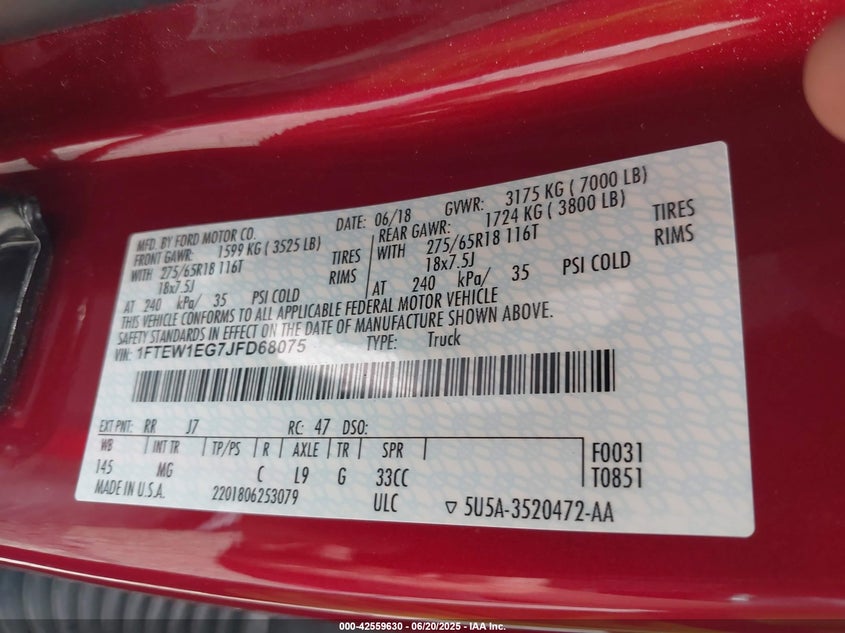 MFD. BY FORD MOTOR CO. DATE: 06/18 GVWR: 3175 KG ( 7000 LB)
FRONT GAWR: 1599 KG ( 3525 LB) REAR GAWR: 1724 KG ( 3800 LB)
WITH 275/65R18 116T TIRES WITH 275/65R18 116T TIRES
18x7.5J RIMS 18x7.5J RIMS
AT 240 kPa/ 35 PSI COLD AT 240 kPa/ 35 PSI COLD
THIS VEHICLE CONFORMS TO ALL APPLICABLE FEDERAL MOTOR VEHICLE
SAFETY STANDARDS IN EFFECT ON THE DATE OF MANUFACTURE SHOWN ABOVE.
VIN: 1FTEW1EG7JFD68075 TYPE: Truck
EXT PNT: RR J7 RC: 47 DSO:
WB INT TR TP/PS R AXLE TR SPR F0031
145 MG C L9 G 33CC T0851
MADE IN U.S.A. 2201806253079 ULC ▽ 5U5A-3520472-AA
000-42559630 - 06/20/2025 - IAA Inc.